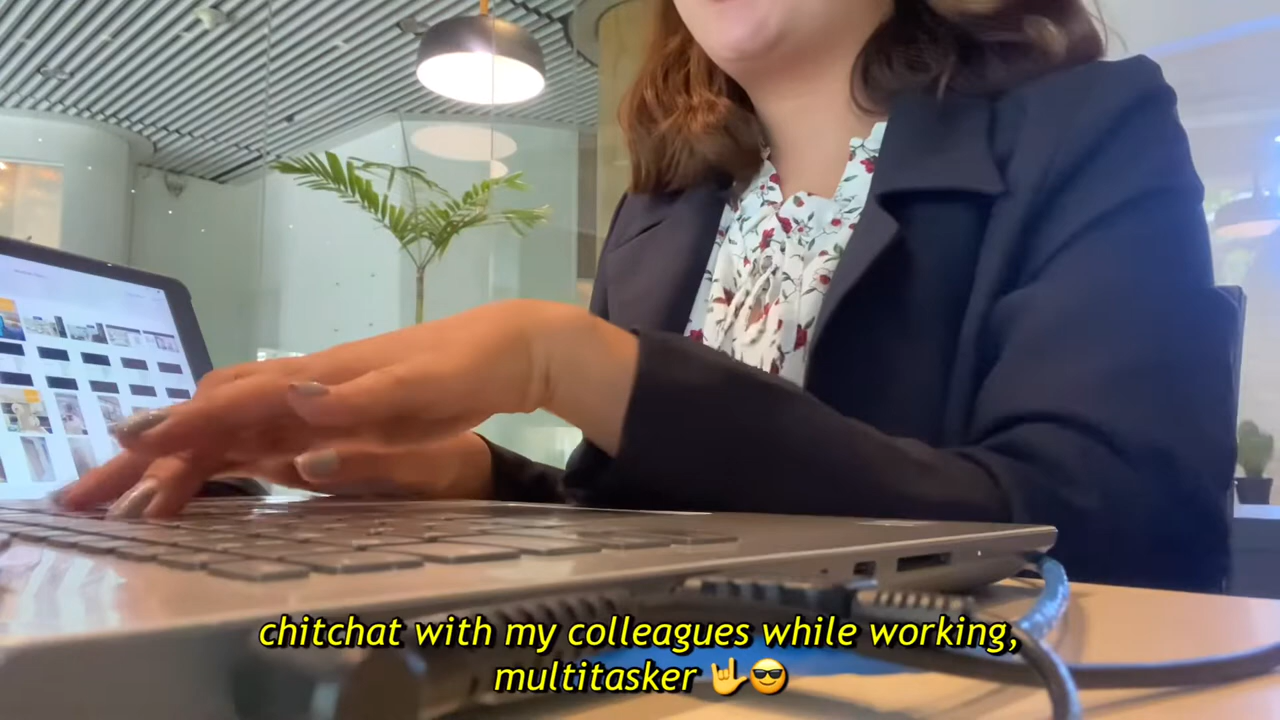 chitchat with my colleagues while working,
multitasker 🤟😎